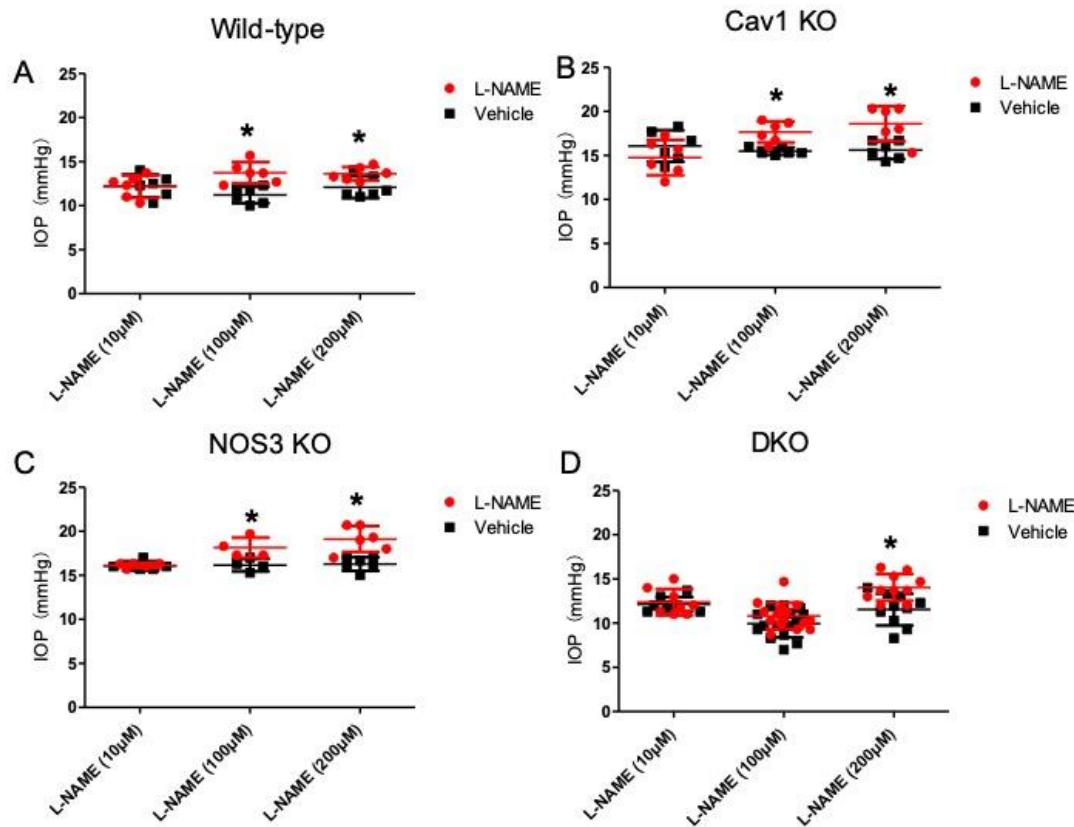 Wild-type
A
25
20
15
10
5
0
IOP (mmHg)
*
*
L-NAME
Vehicle
L-NAME (10μM)
L-NAME (100μM)
L-NAME (200μM)
Cav1 KO
B
25
20
15
10
5
0
IOP (mmHg)
*
*
L-NAME
Vehicle
L-NAME (10μM)
L-NAME (100μM)
L-NAME (200μM)
NOS3 KO
C
25
20
15
10
5
0
IOP (mmHg)
*
*
L-NAME
Vehicle
L-NAME (10μM)
L-NAME (100μM)
L-NAME (200μM)
DKO
D
25
20
15
10
5
0
IOP (mmHg)
*
L-NAME
Vehicle
L-NAME (10μM)
L-NAME (100μM)
L-NAME (200μM)